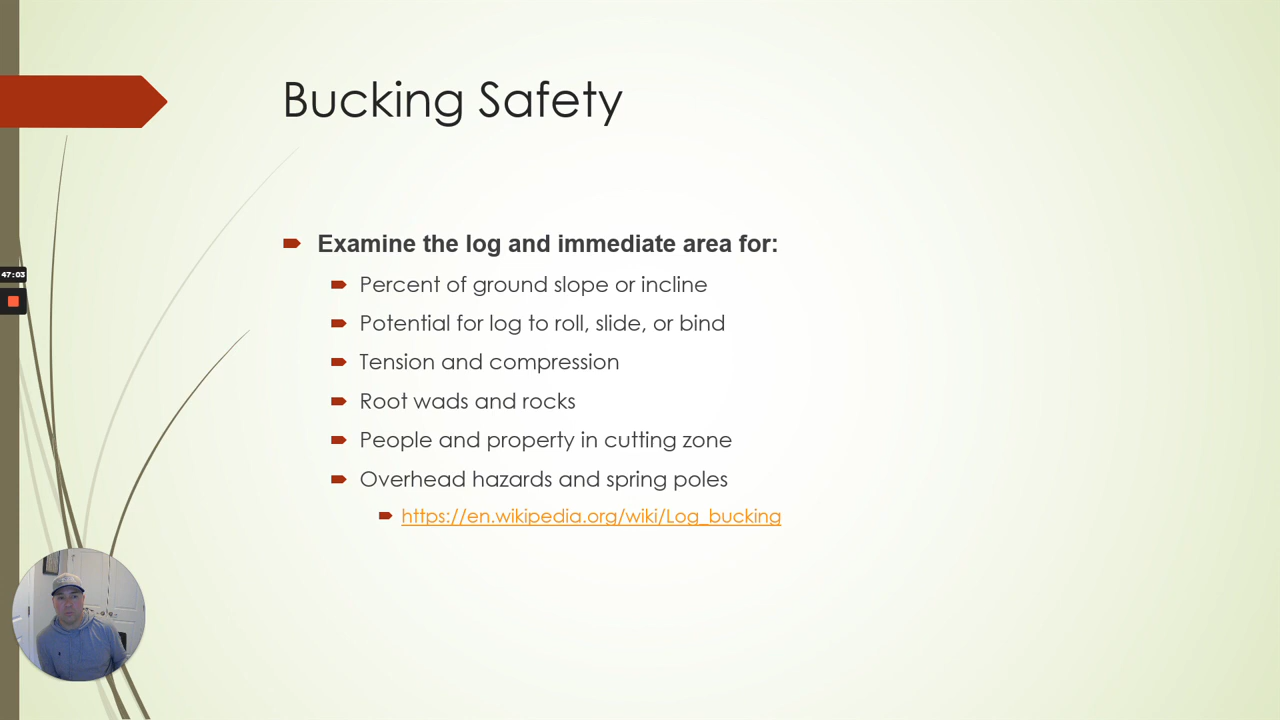 Bucking Safety
Examine the log and immediate area for:
Percent of ground slope or incline
Potential for log to roll, slide, or bind
47:03
Tension and compression
Root wads and rocks
People and property in cutting zone
Overhead hazards and spring poles
https://en.wikipedia.org/wiki/Log_bucking